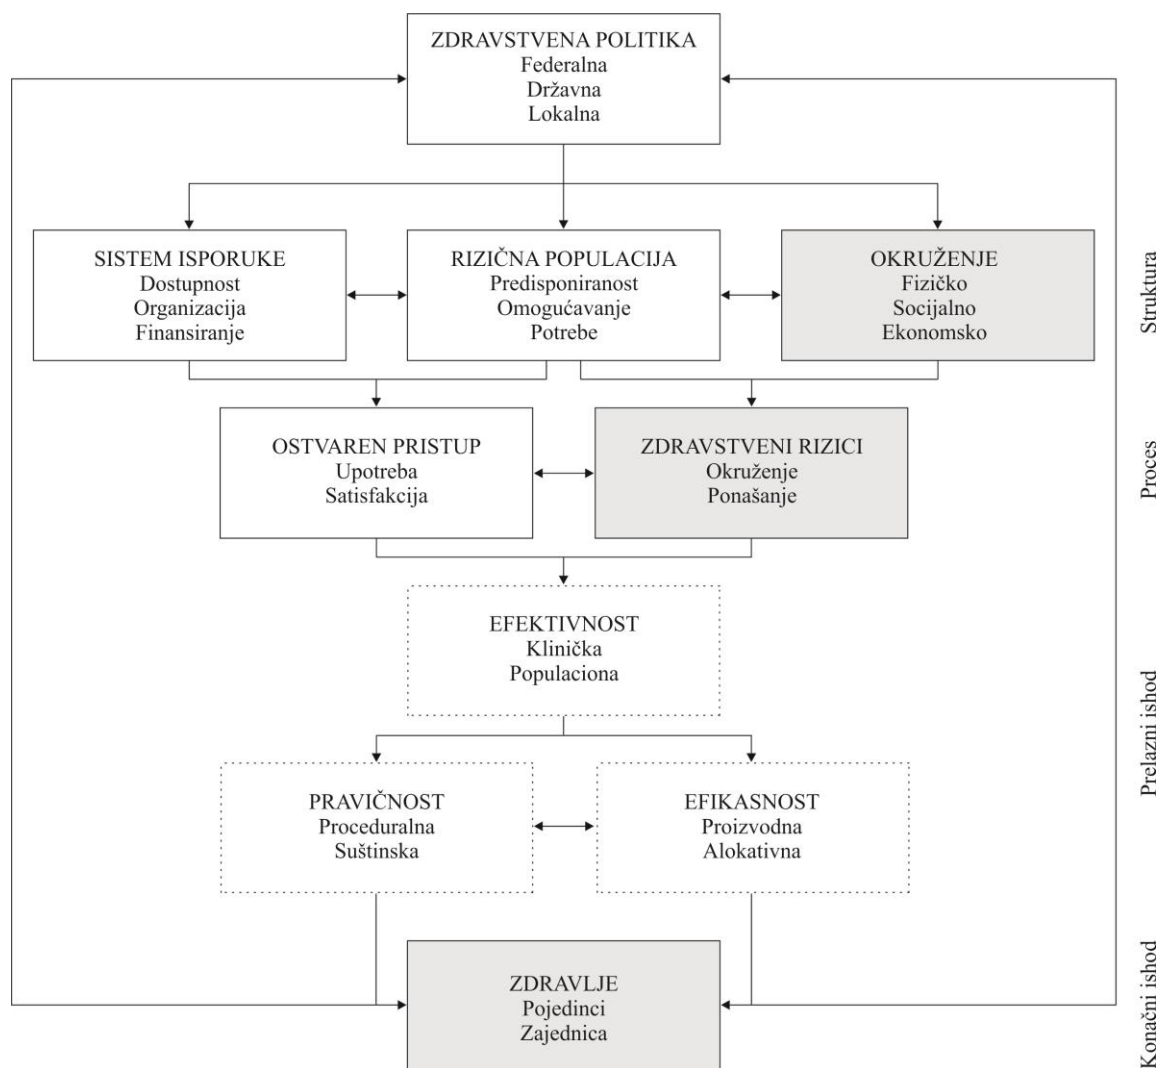 ZDRAVSTVENA POLITIKA
Federalna
Državna
Lokalna
SISTEM ISPORUKE
Dostupnost
Organizacija
Finansiranje
RIZIČNA POPULACIJA
Predisponiranost
Omogućavanje
Potrebe
OKRUŽENJE
Fizičko
Socijalno
Ekonomsko
Struktura
OSTVAREN PRISTUP
Upotreba
Satisfakcija
ZDRAVSTVENI RIZICI
Okruženje
Ponašanje
Proces
EFEKTIVNOST
Klinička
Populaciona
Prelazni ishod
PRAVIČNOST
Proceduralna
Suštinska
EFIKASNOST
Proizvodna
Alokativna
ZDRAVLJE
Pojedinci
Zajednica
Konačni ishod